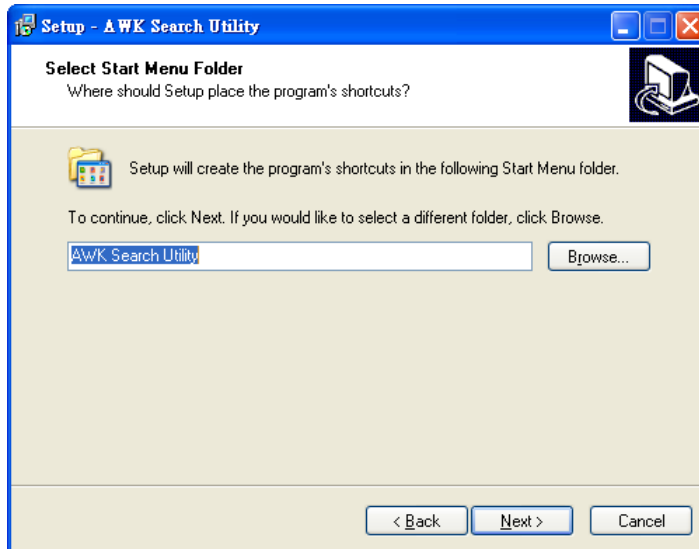 Setup - AWK Search Utility
Select Start Menu Folder
Where should Setup place the program's shortcuts?
Setup will create the program's shortcuts in the following Start Menu folder.
To continue, click Next. If you would like to select a different folder, click Browse.
AWK Search Utility
Browse...
< Back
Next >
Cancel